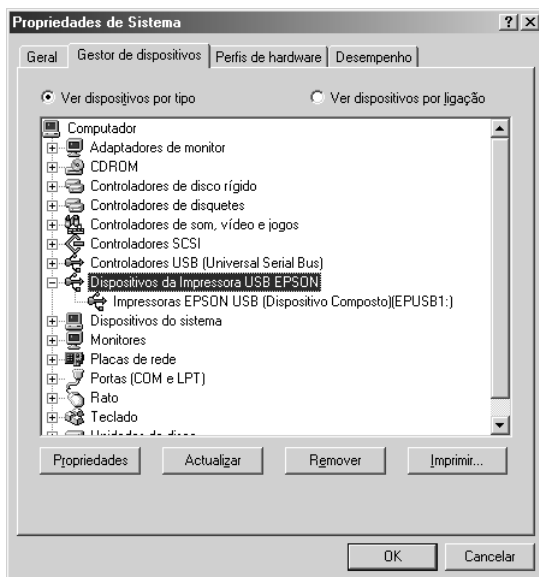 Propriedades de Sistema
Geral Gestor de dispositivos Perfis de hardware Desempenho
Ver dispositivos por tipo Ver dispositivos por ligação
Computador
Adaptadores de monitor
CDROM
Controladores de disco rígido
Controladores de disquetes
Controladores de som, vídeo e jogos
Controladores SCSI
Controladores USB (Universal Serial Bus)
Dispositivos da Impressora USB EPSON
Impressoras EPSON USB (Dispositivo Composto)(EPUSB1:)
Dispositivos do sistema
Monitores
Placas de rede
Portas (COM e LPT)
Rato
Teclado
Unidades de disco
Propriedades Actualizar Remover Imprimir...
OK Cancelar